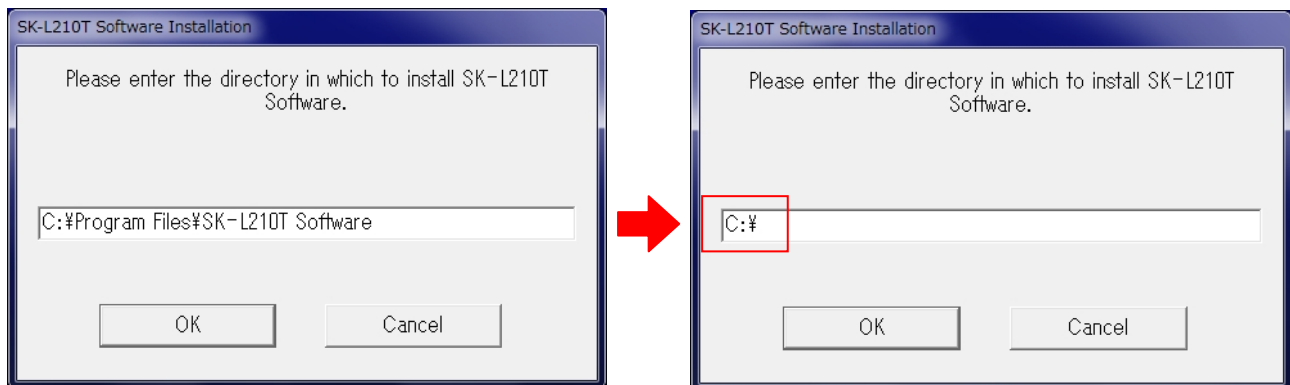 SK-L210T Software Installation
Please enter the directory in which to install SK-L210T
Software.
C:¥Program Files¥SK-L210T Software
OK
Cancel
SK-L210T Software Installation
Please enter the directory in which to install SK-L210T
Software.
C:¥
OK
Cancel